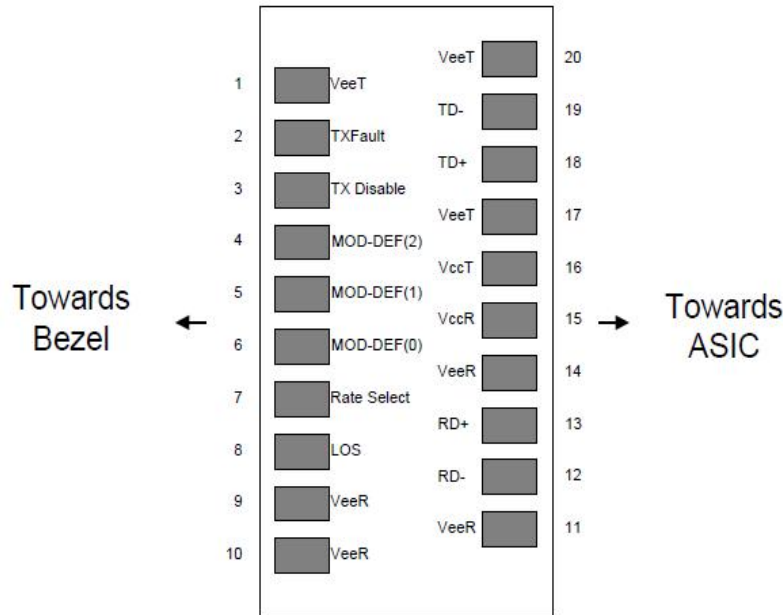 Towards
Bezel
1 VeeT
2 TXFault
3 TX Disable
4 MOD-DEF(2)
5 MOD-DEF(1)
6 MOD-DEF(0)
7 Rate Select
8 LOS
9 VeeR
10 VeeR
VeeT 20
TD- 19
TD+ 18
VeeT 17
VccT 16
VccR 15
VeeR 14
RD+ 13
RD- 12
VeeR 11
Towards
ASIC